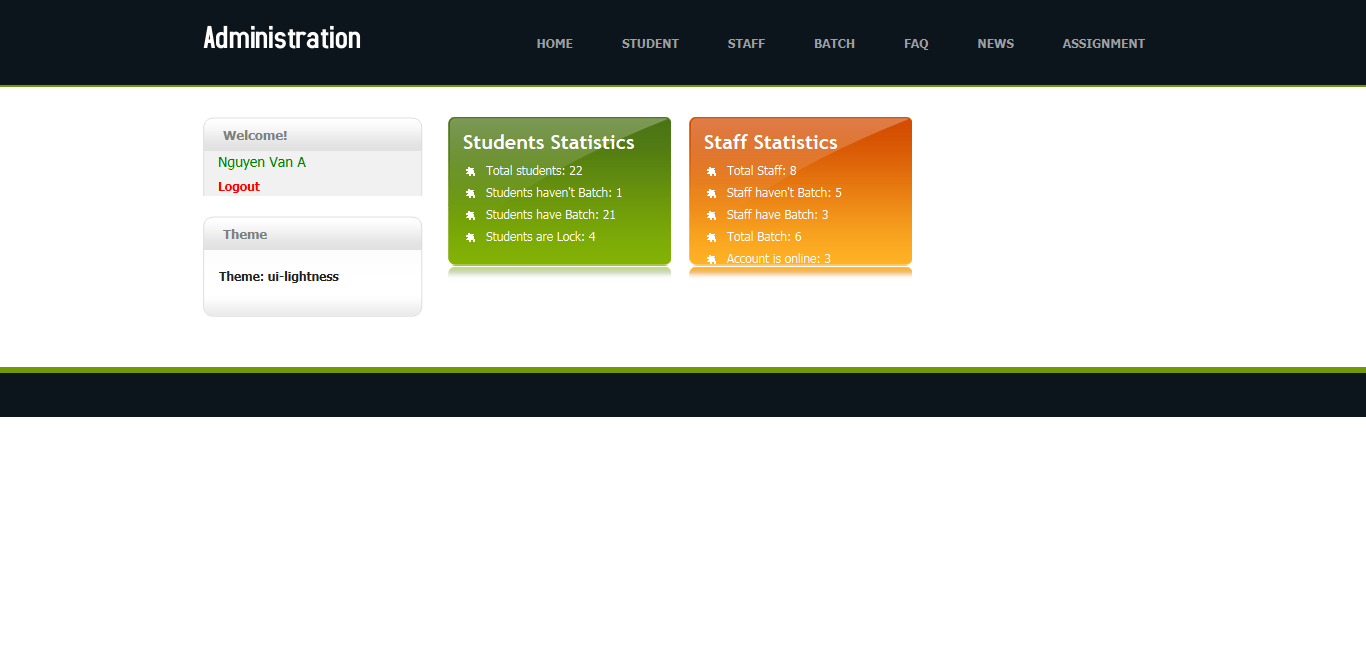 Administration
HOME STUDENT STAFF BATCH FAQ NEWS ASSIGNMENT
Welcome!
Nguyen Van A
Logout
Theme
Theme: ui-lightness
Students Statistics
Total students: 22
Students haven't Batch: 1
Students have Batch: 21
Students are Lock: 4
Staff Statistics
Total Staff: 8
Staff haven't Batch: 5
Staff have Batch: 3
Total Batch: 6
Account is online: 3